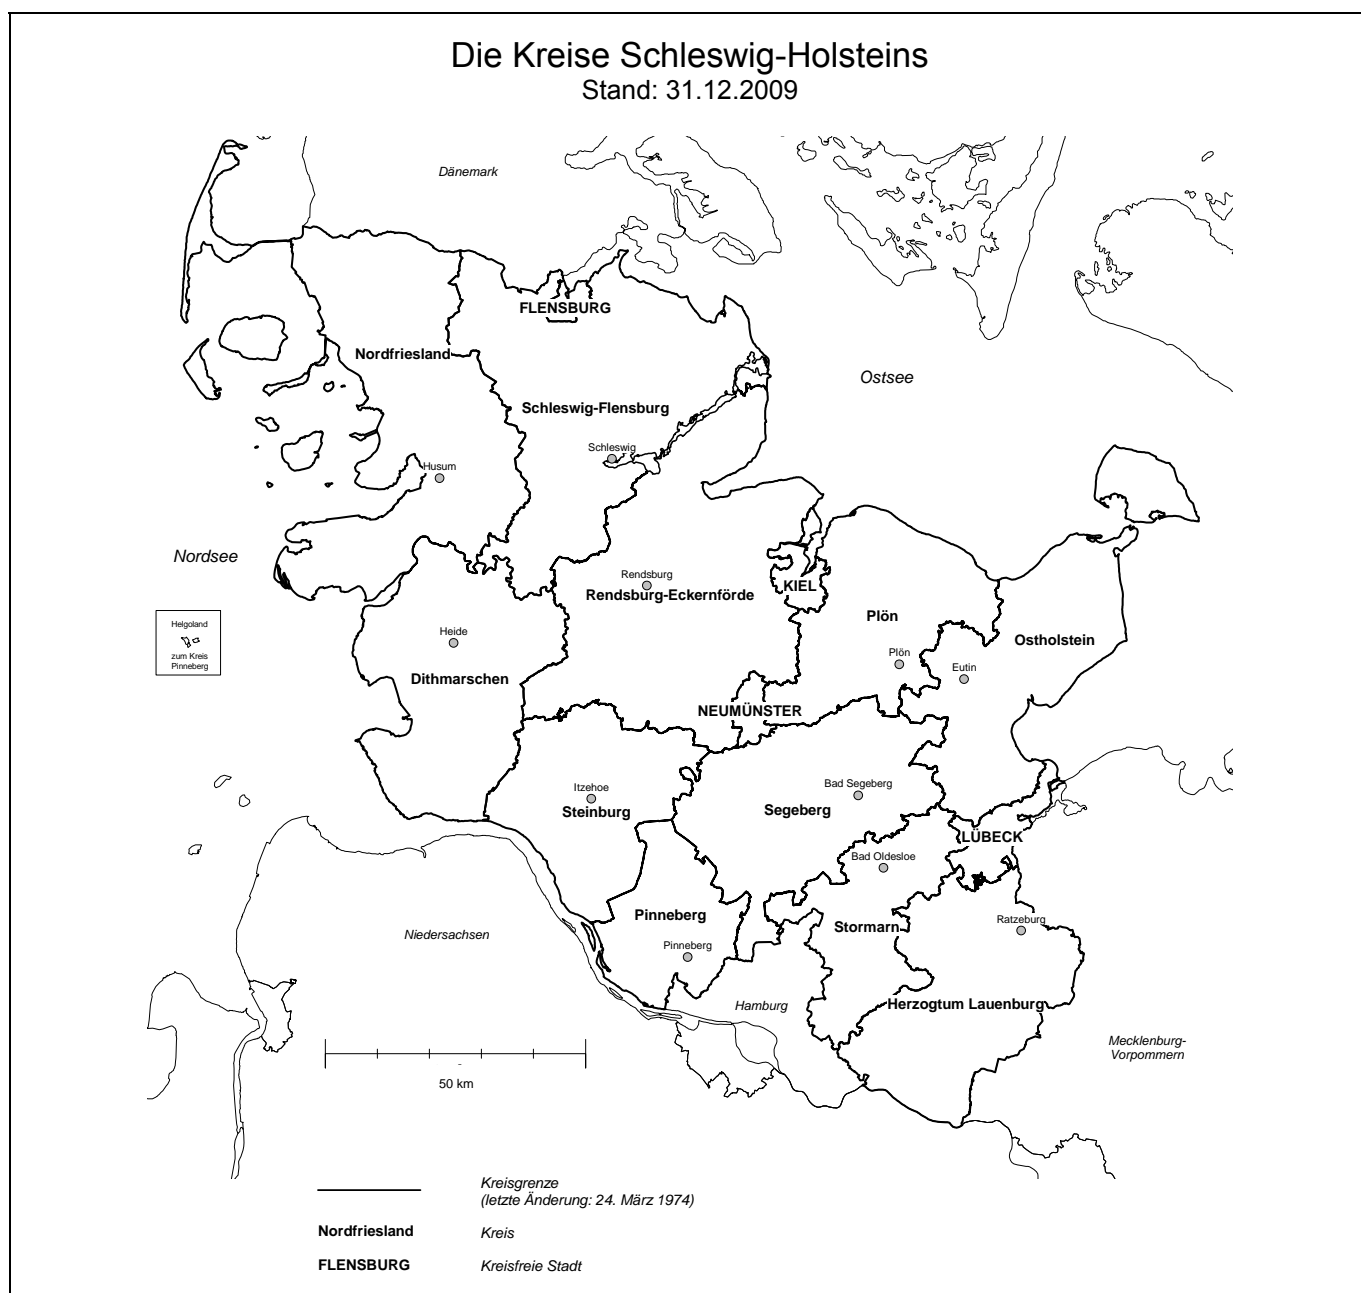 Die Kreise Schleswig-Holsteins
Stand: 31.12.2009
Dänemark
FLENSBURG
Nordfriesland
Ostsee
Schleswig-Flensburg
Schleswig
Husum
Nordsee
Rendsburg
Rendsburg-Eckernförde
KIEL
Plön
Helgoland
zum Kreis
Pinneberg
Heide
Ostholstein
Plön
Eutin
Dithmarschen
NEUMÜNSTER
Itzehoe
Steinburg
Bad Segeberg
Segeberg
LÜBECK
Bad Oldesloe
Pinneberg
Stormarn
Ratzeburg
Niedersachsen
Pinneberg
Hamburg
Herzogtum Lauenburg
Mecklenburg-
Vorpommern
50 km
Kreisgrenze
(letzte Änderung: 24. März 1974)
Nordfriesland Kreis
FLENSBURG Kreisfreie Stadt